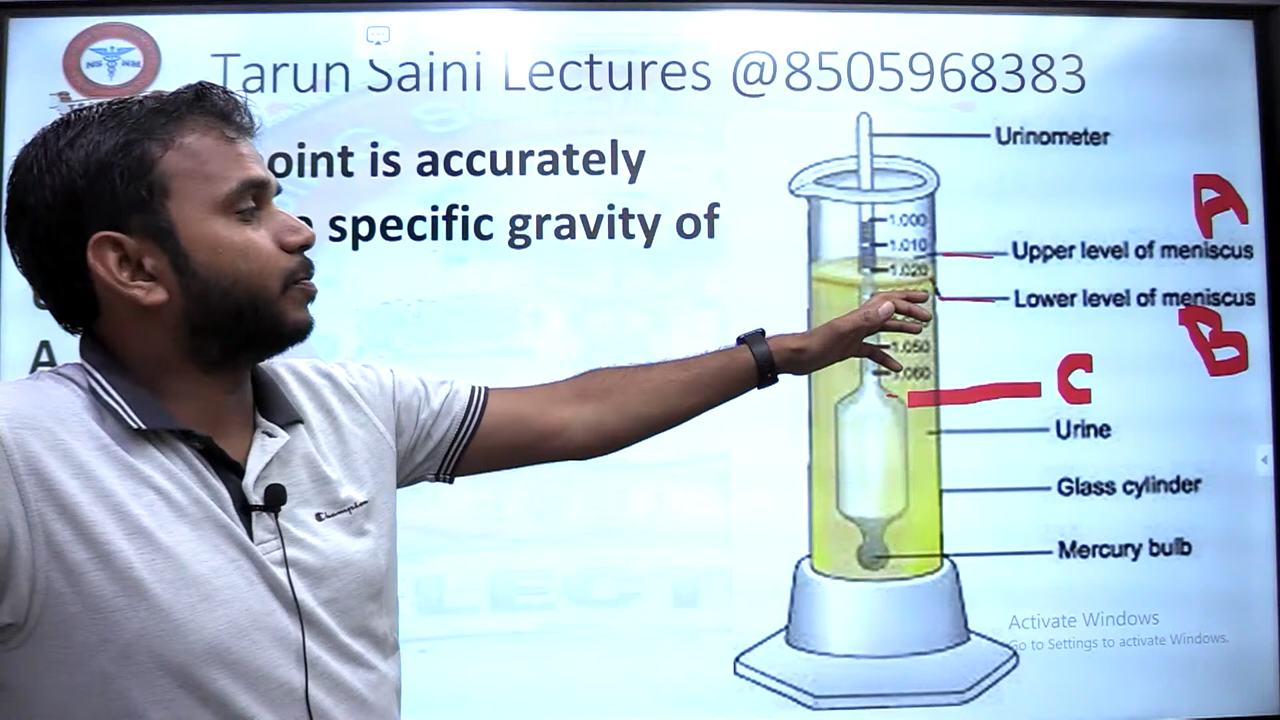 Tarun Saini Lectures @8505968383
oint is accurately
specific gravity of
A
Urinometer
1.000
1.010
1.020
1.050
1.060
A
Upper level of meniscus
Lower level of meniscus
B
C
Urine
Glass cylinder
Mercury bulb
Champion
Activate Windows
Go to Settings to activate Windows.